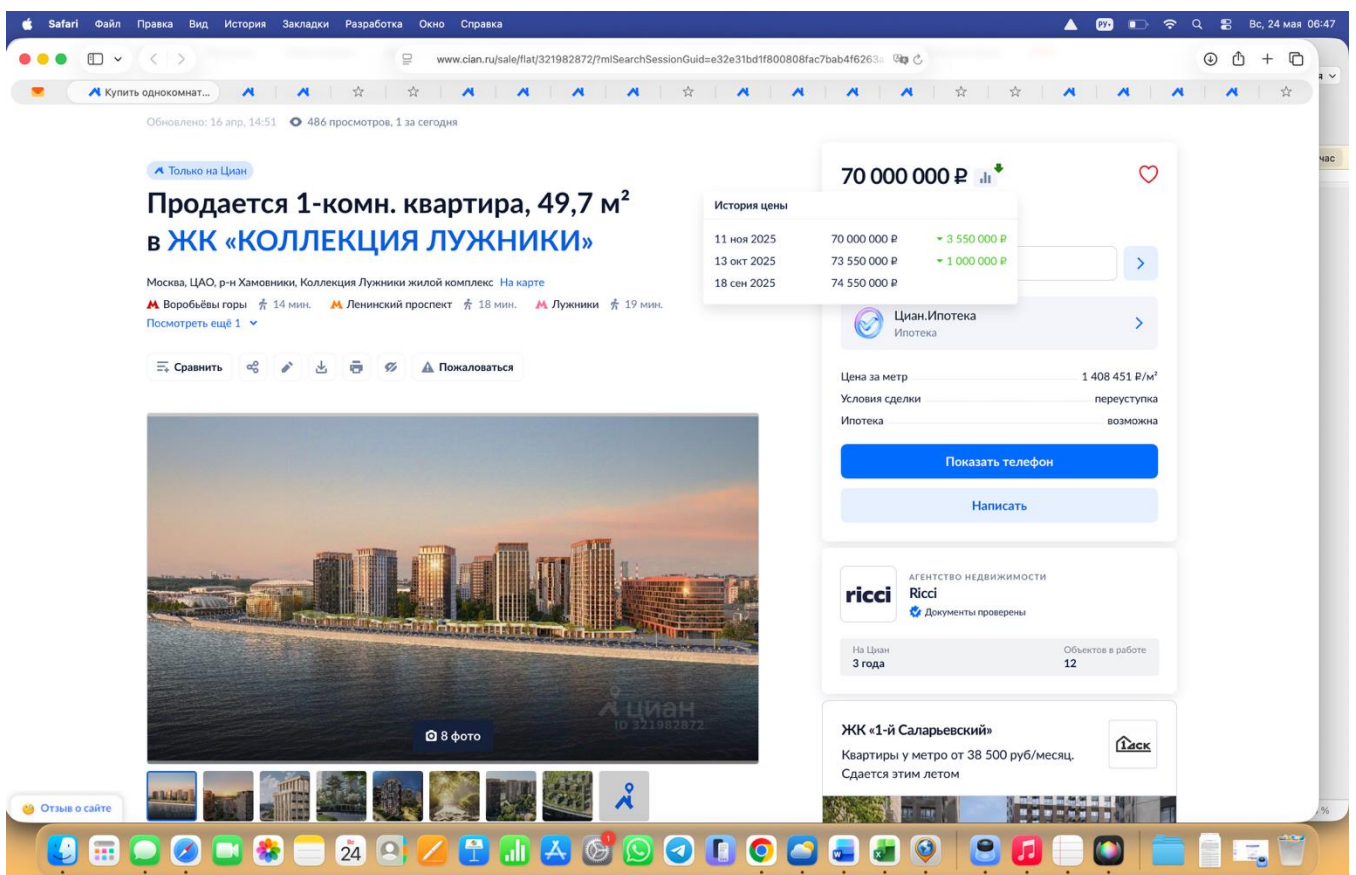 Safari Файл Правка Вид История Закладки Разработка Окно Справка
РУ Вс, 24 мая 06:47
www.cian.ru/sale/flat/321982872/?mlSearchSessionGuid=e32e31bd1f800808fac7bab4f6263
Купить однокомнат...
Обновлено: 16 апр, 14:51 486 просмотров, 1 за сегодня
Только на Циан
Продается 1-комн. квартира, 49,7 м²
в ЖК «КОЛЛЕКЦИЯ ЛУЖНИКИ»
Москва, ЦАО, р-н Хамовники, Коллекция Лужники жилой комплекс На карте
Воробьёвы горы 14 мин. Ленинский проспект 18 мин. Лужники 19 мин.
Посмотреть ещё 1
Сравнить Пожаловаться
циан
ID 321982872
8 фото
Отзыв о сайте
70 000 000 ₽
История цены
11 ноя 2025 70 000 000 ₽ 3 550 000 ₽
13 окт 2025 73 550 000 ₽ 1 000 000 ₽
18 сен 2025 74 550 000 ₽
Циан.Ипотека
Ипотека
Цена за метр 1 408 451 ₽/м²
Условия сделки переуступка
Ипотека возможна
Показать телефон
Написать
ricci
АГЕНТСТВО НЕДВИЖИМОСТИ
Ricci
Документы проверены
На Циан Объектов в работе
3 года 12
ЖК «1-й Саларьевский»
Квартиры у метро от 38 500 руб/месяц.
Сдается этим летом
1ДСК
час
%
24
1